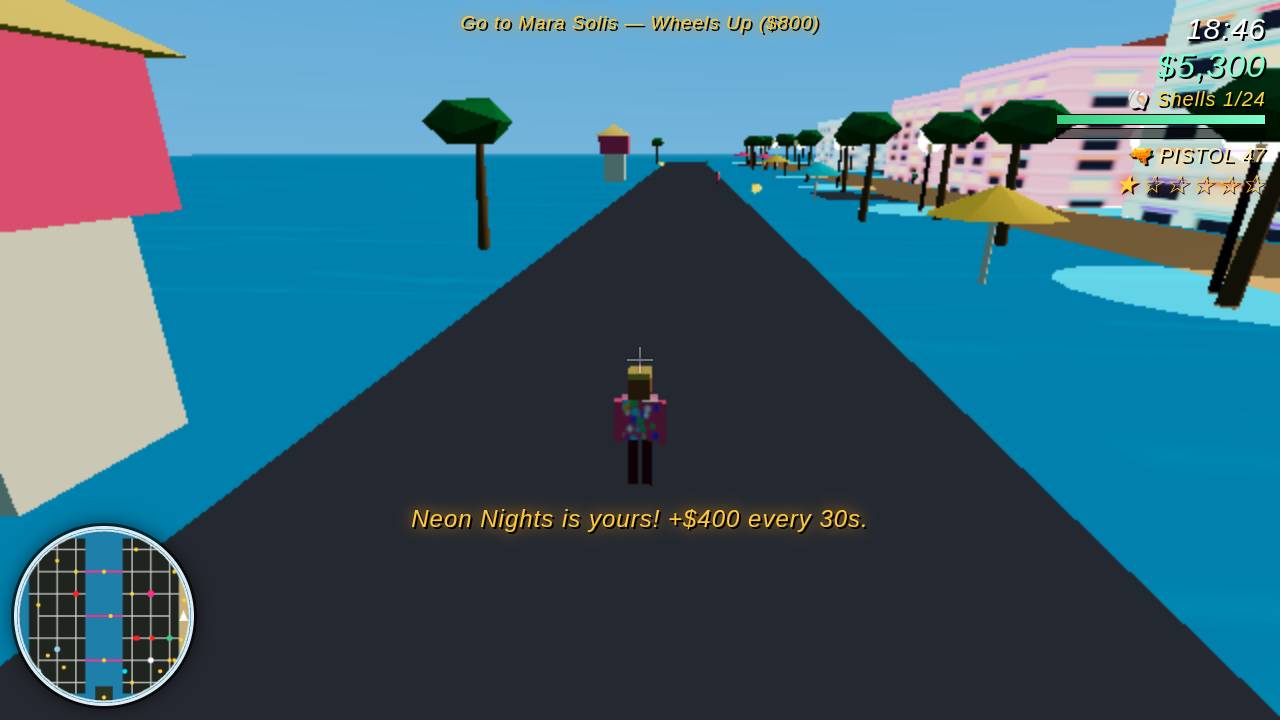 Go to Mara Solis — Wheels Up ($800)
18:46
$5,300
Shells 1/24
PISTOL 47
Neon Nights is yours! +$400 every 30s.